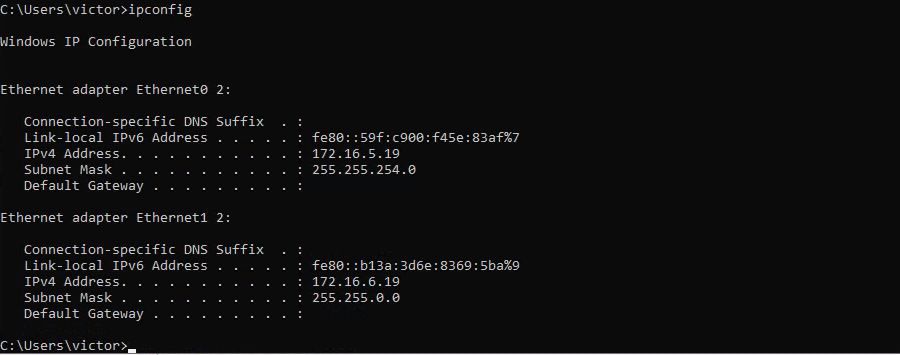 C:\Users\victor>ipconfig
Windows IP Configuration
Ethernet adapter Ethernet0 2:
Connection-specific DNS Suffix  . :
Link-local IPv6 Address . . . . . : fe80::59f:c900:f45e:83af%7
IPv4 Address. . . . . . . . . . . : 172.16.5.19
Subnet Mask . . . . . . . . . . . : 255.255.254.0
Default Gateway . . . . . . . . . :
Ethernet adapter Ethernet1 2:
Connection-specific DNS Suffix  . :
Link-local IPv6 Address . . . . . : fe80::b13a:3d6e:8369:5ba%9
IPv4 Address. . . . . . . . . . . : 172.16.6.19
Subnet Mask . . . . . . . . . . . : 255.255.0.0
Default Gateway . . . . . . . . . :
C:\Users\victor>